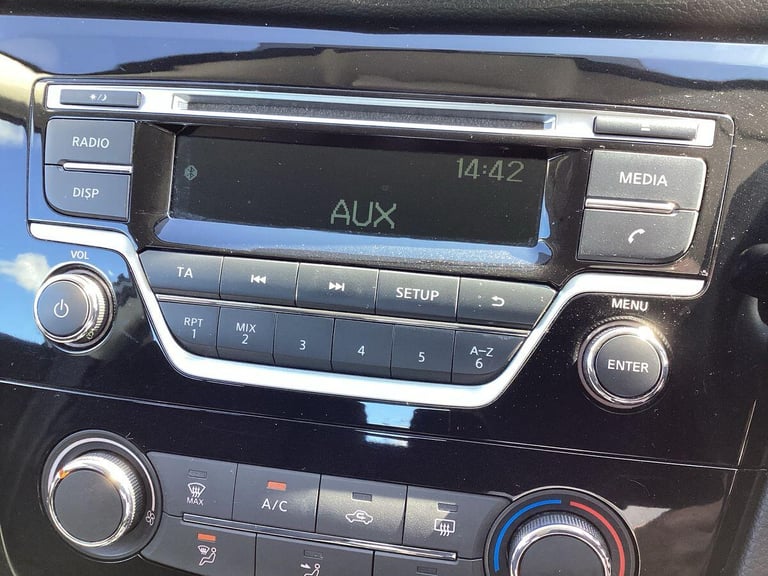 RADIO
DISP
14:42
AUX
MEDIA
VOL
TA
SETUP
MENU
RPT
1
MIX
2
3
4
5
A-Z
6
ENTER
MAX
A/C